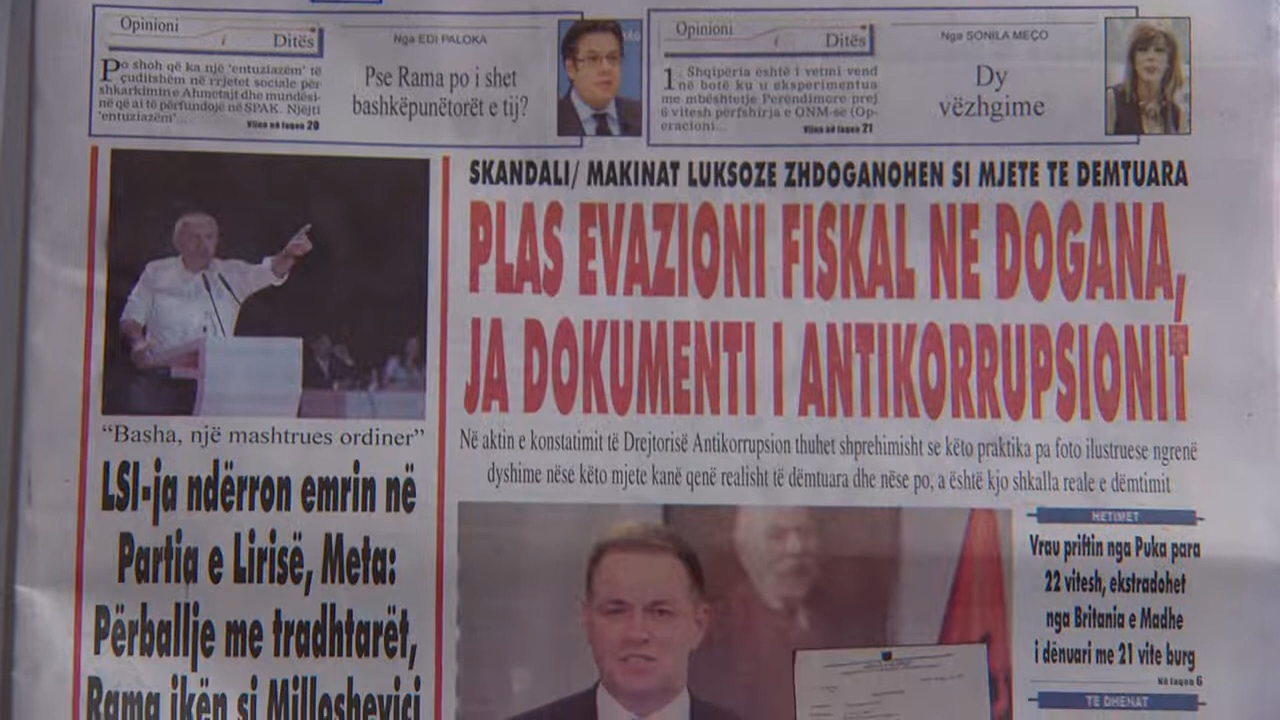 Opinioni
i
Ditës
Nga EDI PALOKA
Po shoh që ka një ‘entuziazëm’ të
çuditshëm në rrjetet sociale për
shkarkimin e Ahmetajt dhe mundësi-
në që ai të përfundojë në SPAK. Njëjti
‘entuziazëm’...
Vijon në faqen 20
Pse Rama po i shet
bashkëpunëtorët e tij?
Opinioni
i
Ditës
Nga SONILA MEÇO
1. Shqipëria është i vetmi vend
në botë ku u eksperimentua
me mbështetje Perëndimore prej
6 vitesh përfshirja e ONM-së (Op-
eracioni...
Vijon në faqen 21
Dy
vëzhgime
“Basha, një mashtrues ordiner”
LSI-ja ndërron emrin në
Partia e Lirisë, Meta:
Përballje me tradhtarët,
Rama ikën si Millosheviçi
SKANDALI/ MAKINAT LUKSOZE ZHDOGANOHEN SI MJETE TE DEMTUARA
PLAS EVAZIONI FISKAL NE DOGANA,
JA DOKUMENTI I ANTIKORRUPSIONIT
Në aktin e konstatimit të Drejtorisë Antikorrupsion thuhet shprehimisht se këto praktika pa foto ilustruese ngrenë
dyshime nëse këto mjete kanë qenë realisht të dëmtuara dhe nëse po, a është kjo shkalla reale e dëmtimit
HETIMET
Vrau priftin nga Puka para
22 vitesh, ekstradohet
nga Britania e Madhe
i dënuari me 21 vite burg
Në faqen 6
TE DHENAT